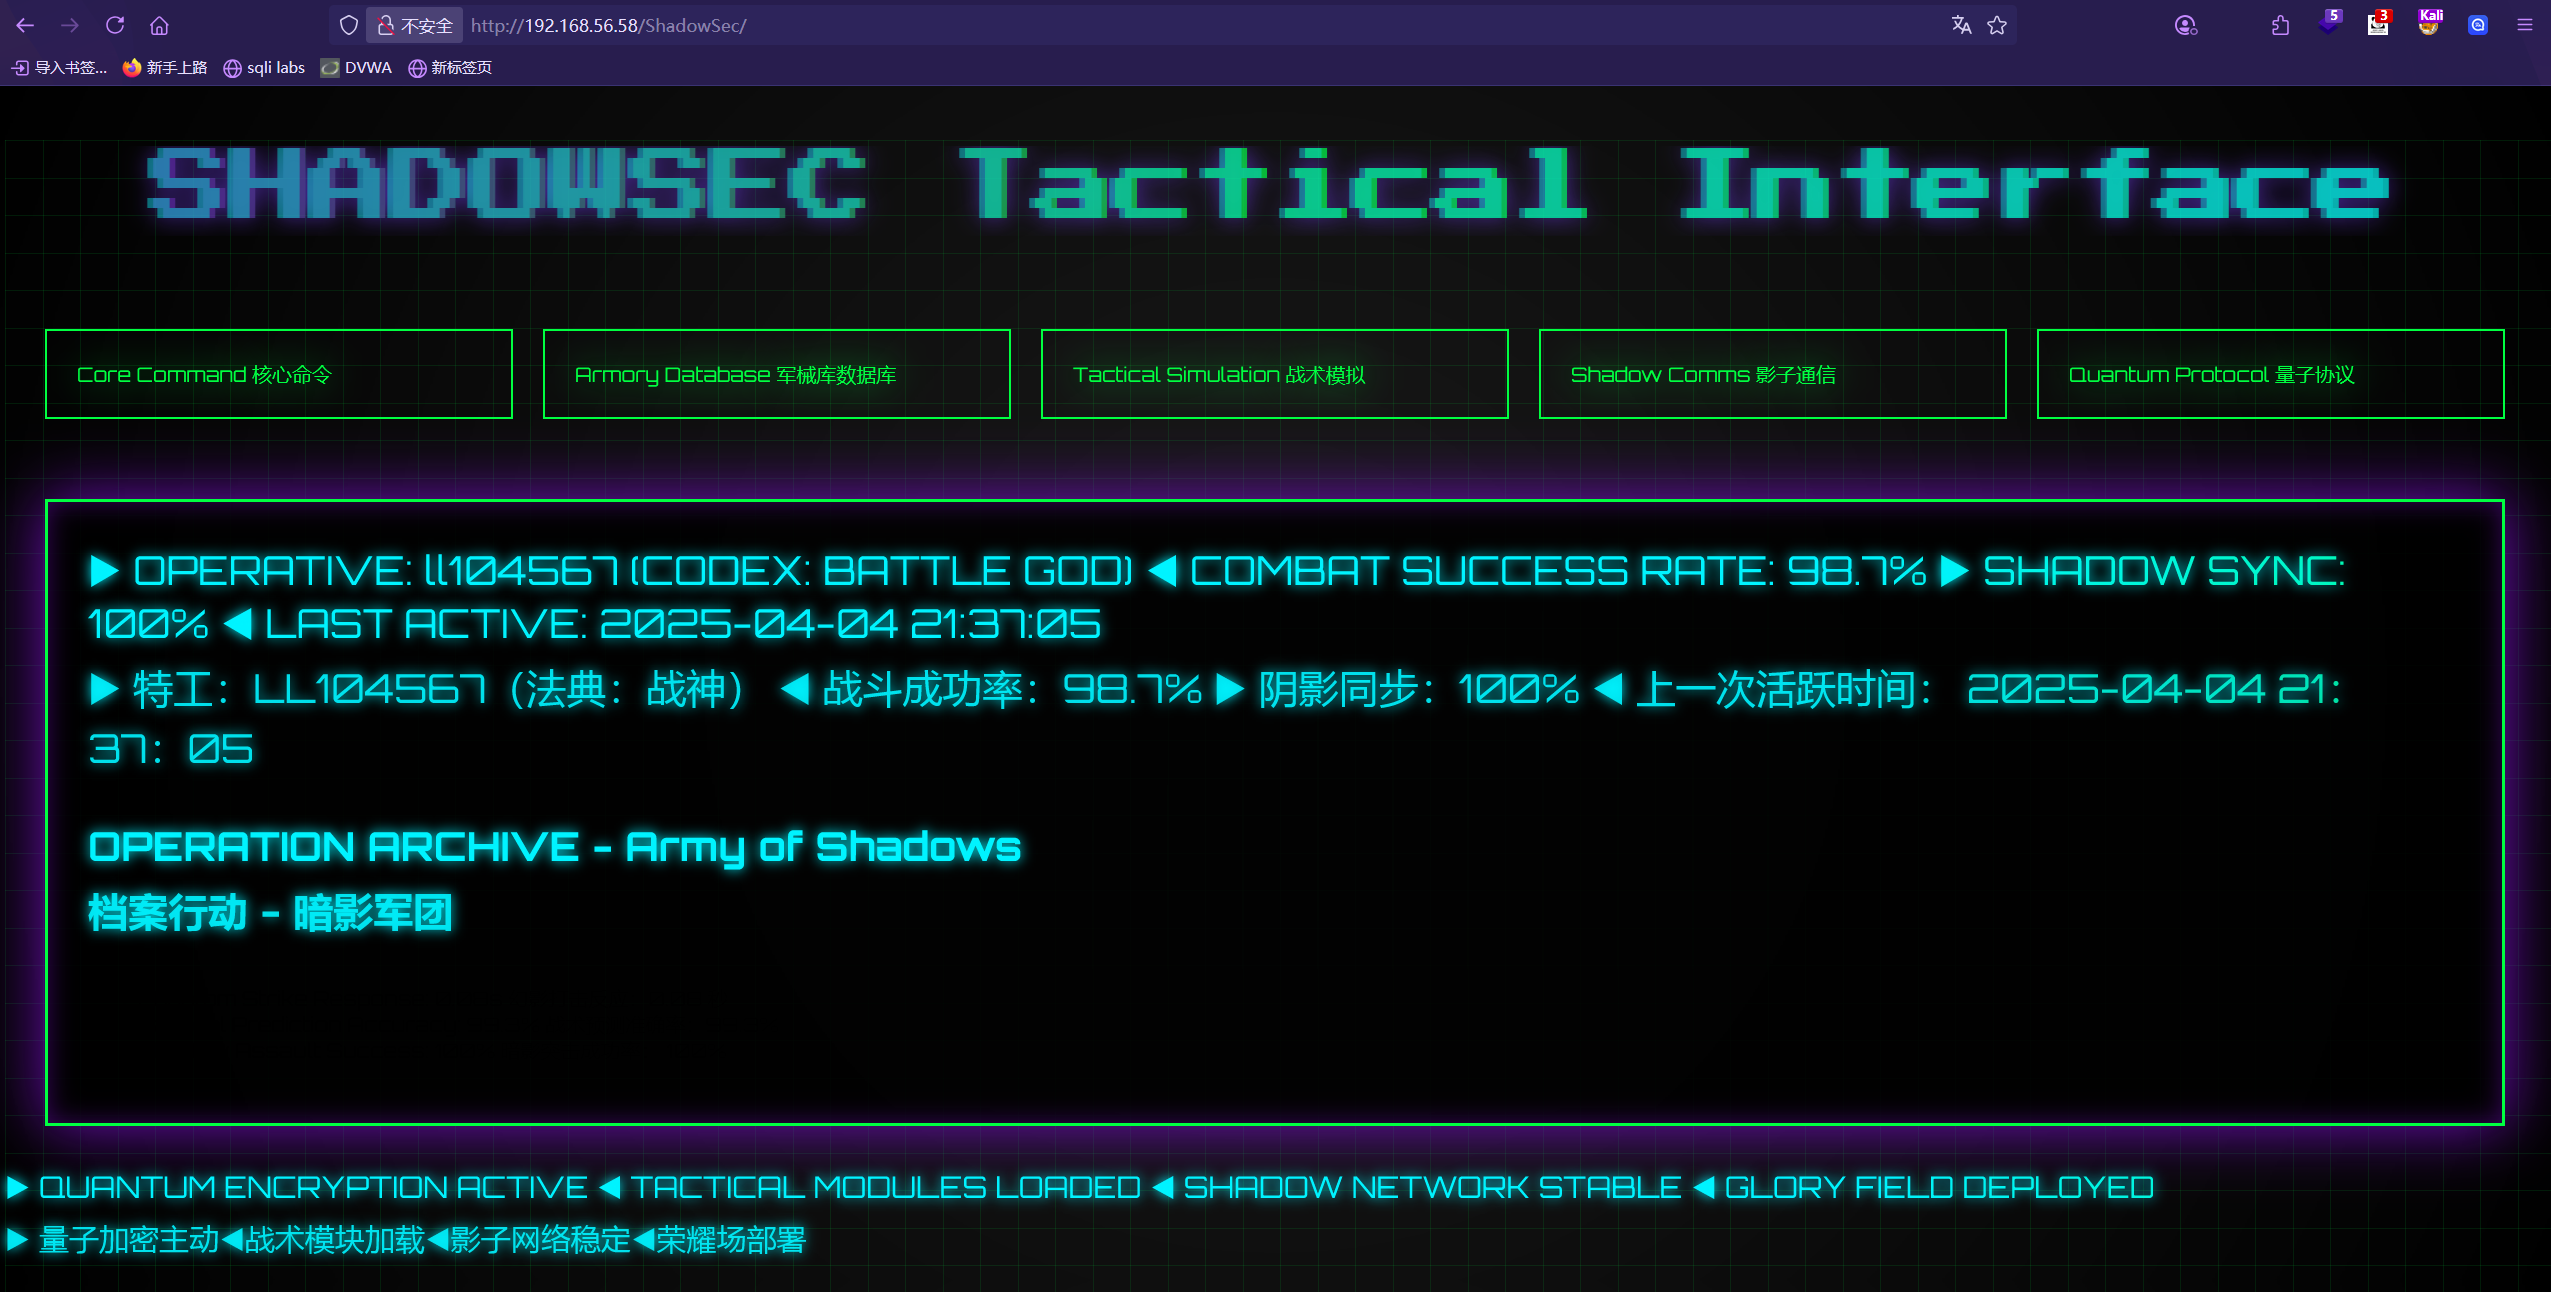 不安全 http://192.168.56.58/ShadowSec/ 5 3 Kali
导入书签... 新手上路 sqli labs DVWA 新标签页
SHADOWSEC Tactical Interface
Core Command 核心命令
Armory Database 军械库数据库
Tactical Simulation 战术模拟
Shadow Comms 影子通信
Quantum Protocol 量子协议
▶ OPERATIVE: ll104567 (CODEX: BATTLE GOD) ◀ COMBAT SUCCESS RATE: 98.7% ▶ SHADOW SYNC:
100% ◀ LAST ACTIVE: 2025-04-04 21:37:05
▶ 特工：LL104567（法典：战神） ◀ 战斗成功率：98.7% ▶ 阴影同步：100% ◀ 上一次活跃时间： 2025-04-04 21：
37：05
OPERATION ARCHIVE - Army of Shadows
档案行动 - 暗影军团
▶ QUANTUM ENCRYPTION ACTIVE ◀ TACTICAL MODULES LOADED ◀ SHADOW NETWORK STABLE ◀ GLORY FIELD DEPLOYED
▶ 量子加密主动◀战术模块加载◀影子网络稳定◀荣耀场部署